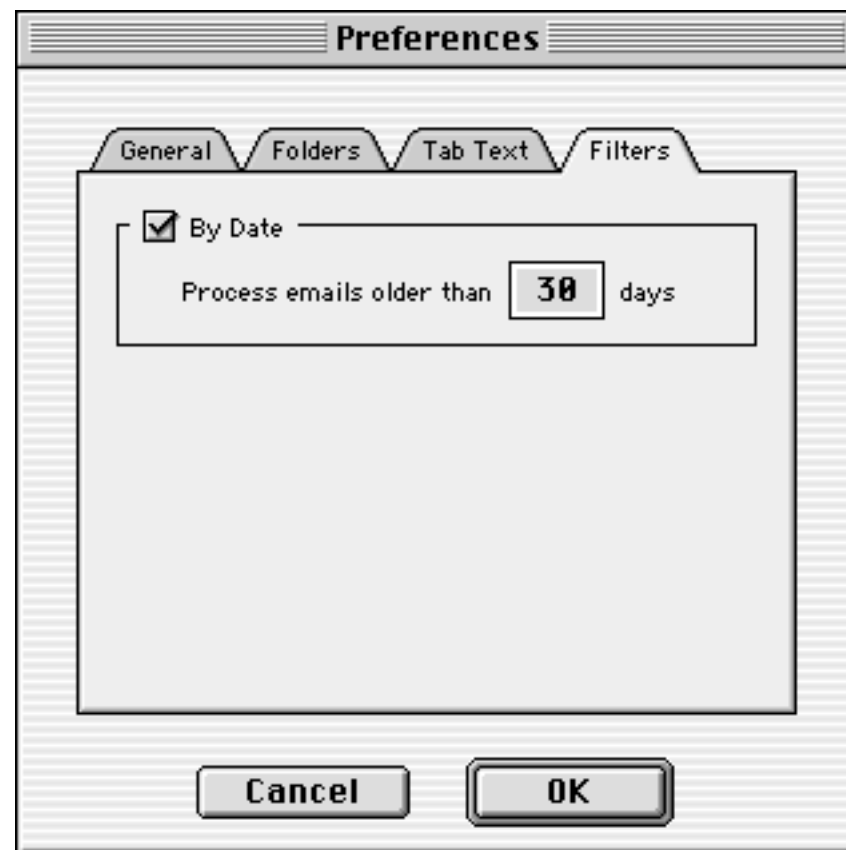 Preferences
General Folders Tab Text Filters
By Date
Process emails older than 30 days
Cancel OK